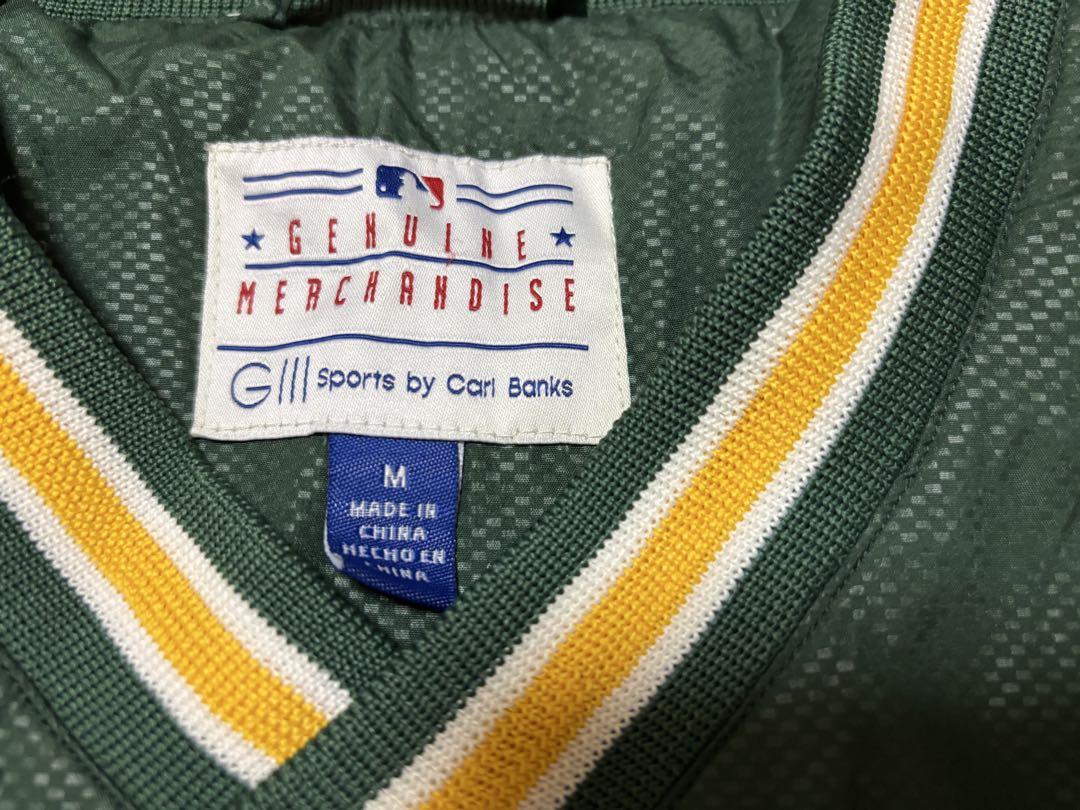 GENUINE
MERCHANDISE
G/// Sports by Carl Banks
M
MADE IN
CHINA
HECHO EN
CHINA